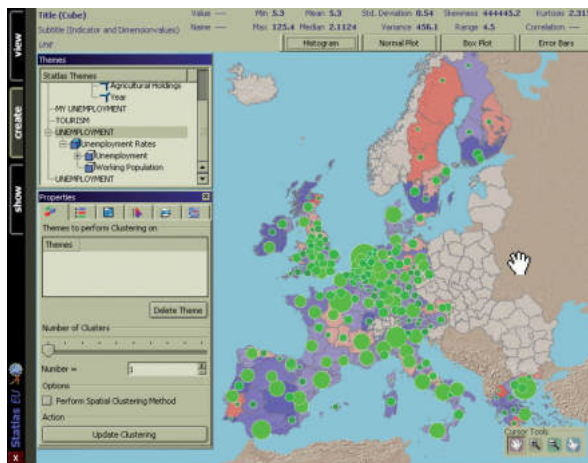 Title (Cube)
Value ---- Min 5.3 Mean 5.3 Std. Deviation 0.54 Skewness 444445.2 Kurtosis 2.315
Subtitle (Indicator and Dimensionvalues)
Name ---- Max 125.4 Median 2.1124 Variance 456.1 Range 4.5 Correlation ----
Unit
Histogram Normal Plot Box Plot Error Bars
view
create
show
Statlas EU
x
Themes
Statlas Themes
Agricultural Holdings
Year
MY UNEMPLOYMENT
TOURISM
UNEMPLOYMENT
Unemployment Rates
Unemployment
Working Population
UNEMPLOYMENT
Properties
Themes to perform Clustering on
Themes
Delete Theme
Number of Clusters
Number = 1
Options
Perform Spatial Clustering Method
Action
Update Clustering
Cursor Tools